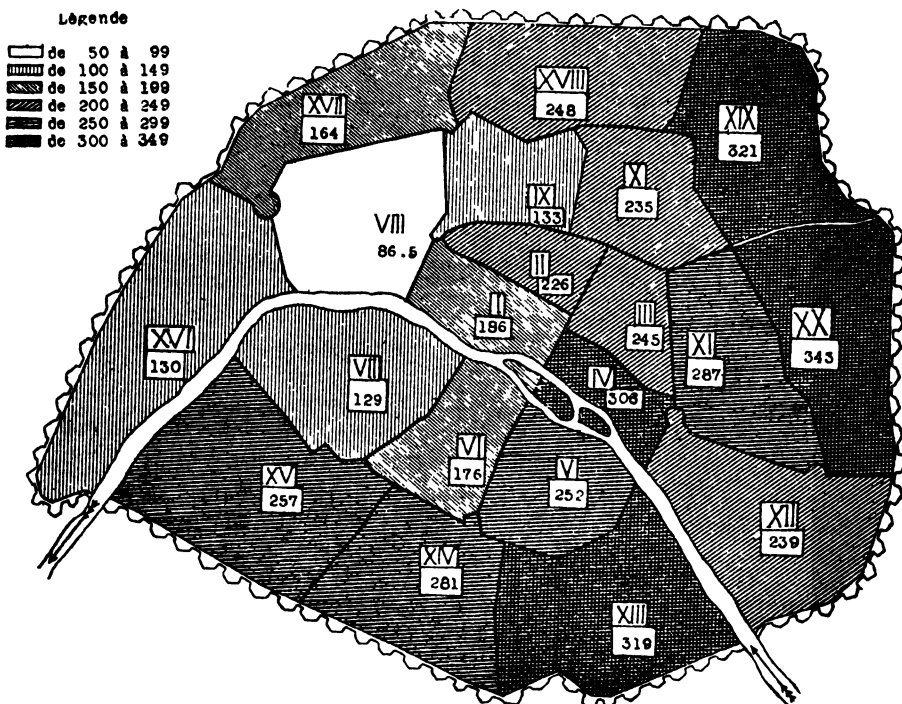 Légende
de 50 à 99
de 100 à 149
de 150 à 199
de 200 à 249
de 250 à 299
de 300 à 349
XVII
164
XVIII
248
XIX
321
IX
133
XI
235
VIII
86.5
II
226
II
186
III
245
XI
287
XX
343
XVI
130
VII
129
IV
306
VI
176
V
252
XV
257
XII
239
XIV
281
XIII
319